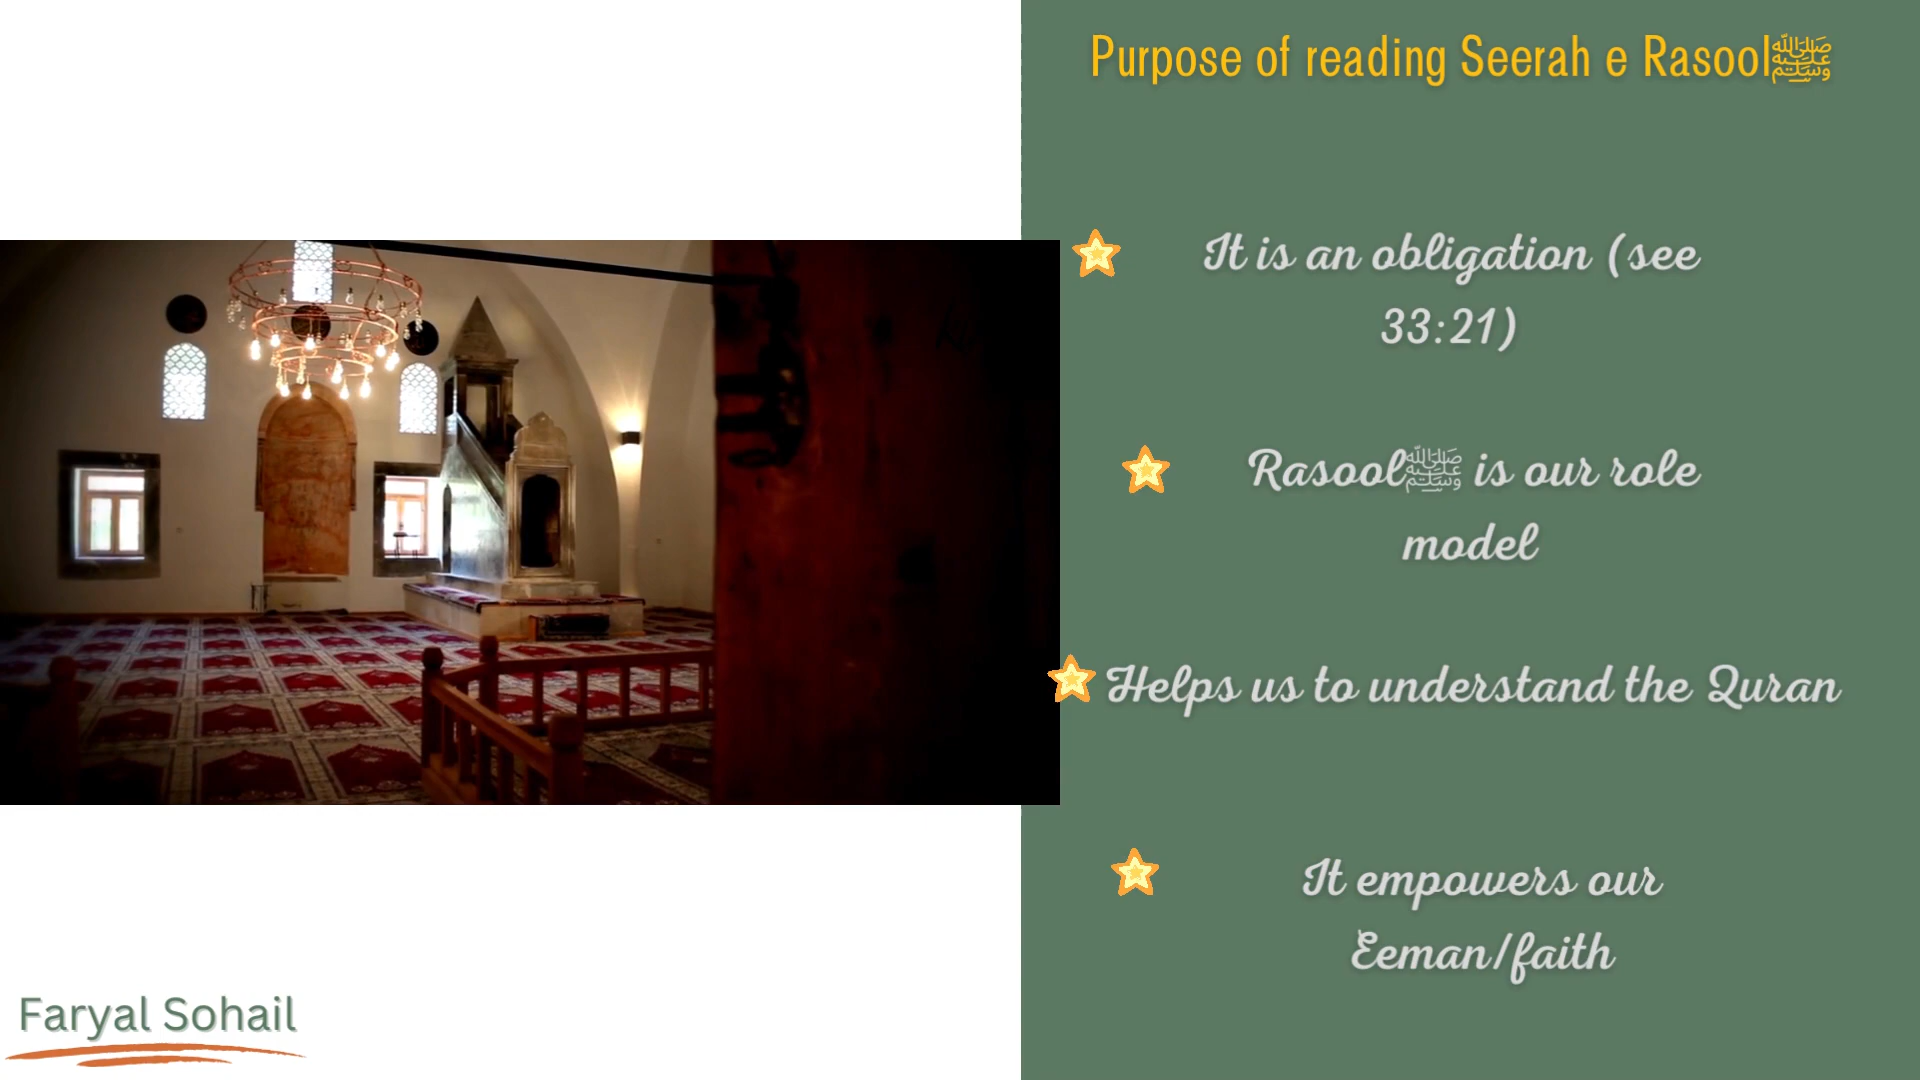 Purpose of reading Seerah e Rasoolﷺ
It is an obligation (see
33:21)
Rasoolﷺ is our role
model
Helps us to understand the Quran
It empowers our
Eeman/faith
Faryal Sohail